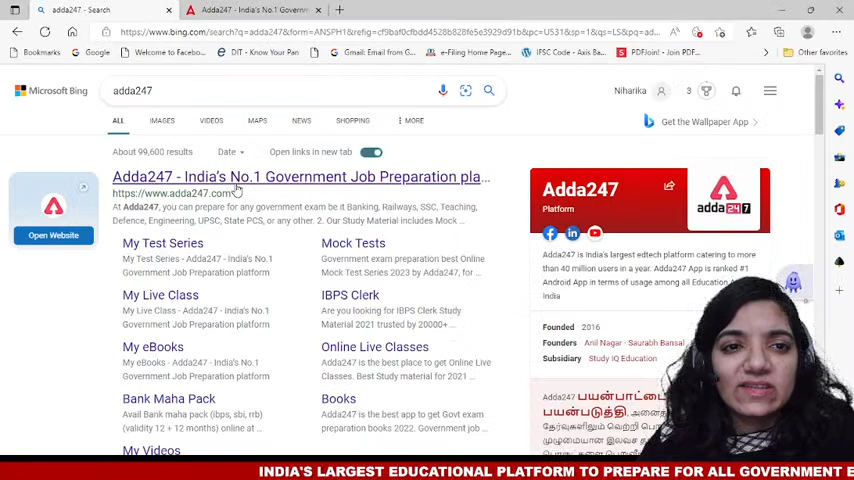 adda247 - Search
Adda247 - India's No.1 Governm
https://www.bing.com/search?q=adda247&form=ANSPH1&refig=cf9baf0cfbdd4528b828fe5e3929d91b&pc=U531&sp=1&qs=LS&pq=ad...
Bookmarks
Google
Welcome to Facebo...
DIT - Know Your Pan
Gmail: Email from G...
e-Filing Home Page...
IFSC Code - Axis Ba...
PDFJoin! - Join PDF...
Other favorites
Microsoft Bing
adda247
Niharika
3
ALL
IMAGES
VIDEOS
MAPS
NEWS
SHOPPING
MORE
Get the Wallpaper App
About 99,600 results
Date
Open links in new tab
Open Website
Adda247 - India's No.1 Government Job Preparation pla...
https://www.adda247.com
At Adda247, you can prepare for any government exam be it Banking, Railways, SSC, Teaching,
Defence, Engineering, UPSC, State PCS, or any other. 2. Our Study Material includes Mock ...
My Test Series
My Test Series - Adda247 - India's No.1
Government Job Preparation platform
Mock Tests
Government exam preparation best Online
Mock Test Series 2023 by Adda247, for ...
My Live Class
My Live Class - Adda247 - India's No.1
Government Job Preparation platform
IBPS Clerk
Are you looking for IBPS Clerk Study
Material 2021 trusted by 20000+ ...
My eBooks
My eBooks - Adda247 - India's No.1
Government Job Preparation platform
Online Live Classes
Adda247 is the best place to get Online
Classes. Best Study material for 2021 ...
Bank Maha Pack
Avail Bank maha pack (ibps, sbi, rrb)
(validity 12 + 12 months) online at ...
Books
Adda247 is the best app to get Govt exam
preparation books 2022. Government job ...
My Videos
Adda247
Platform
adda247
Adda247 is India's largest edtech platform catering to more
than 40 million users in a year. Adda247 App is ranked #1
Android App in terms of usage among all Education A
India
Founded 2016
Founders Anil Nagar · Saurabh Bansal
Subsidiary Study IQ Education
Adda247 பயன்பாட்டை
பயன்படுத்தி
INDIA'S LARGEST EDUCATIONAL PLATFORM TO PREPARE FOR ALL GOVERNMENT E